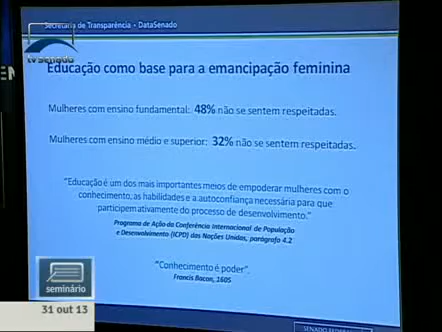 Secretaria de Transparência • DataSenado
tv senado
Educação como base para a emancipação feminina
Mulheres com ensino fundamental: 48% não se sentem respeitadas.
Mulheres com ensino médio e superior: 32% não se sentem respeitadas.
“Educação é um dos mais importantes meios de empoderar mulheres com o
conhecimento, as habilidades e a autoconfiança necessária para que
participem ativamente do processo de desenvolvimento.”
Programa de Ação da Conferência Internacional de População
e Desenvolvimento (ICPD) das Nações Unidas, parágrafo 4.2
“Conhecimento é poder”.
Francis Bacon, 1605
seminário
31 out 13
SENADO FEDERAL